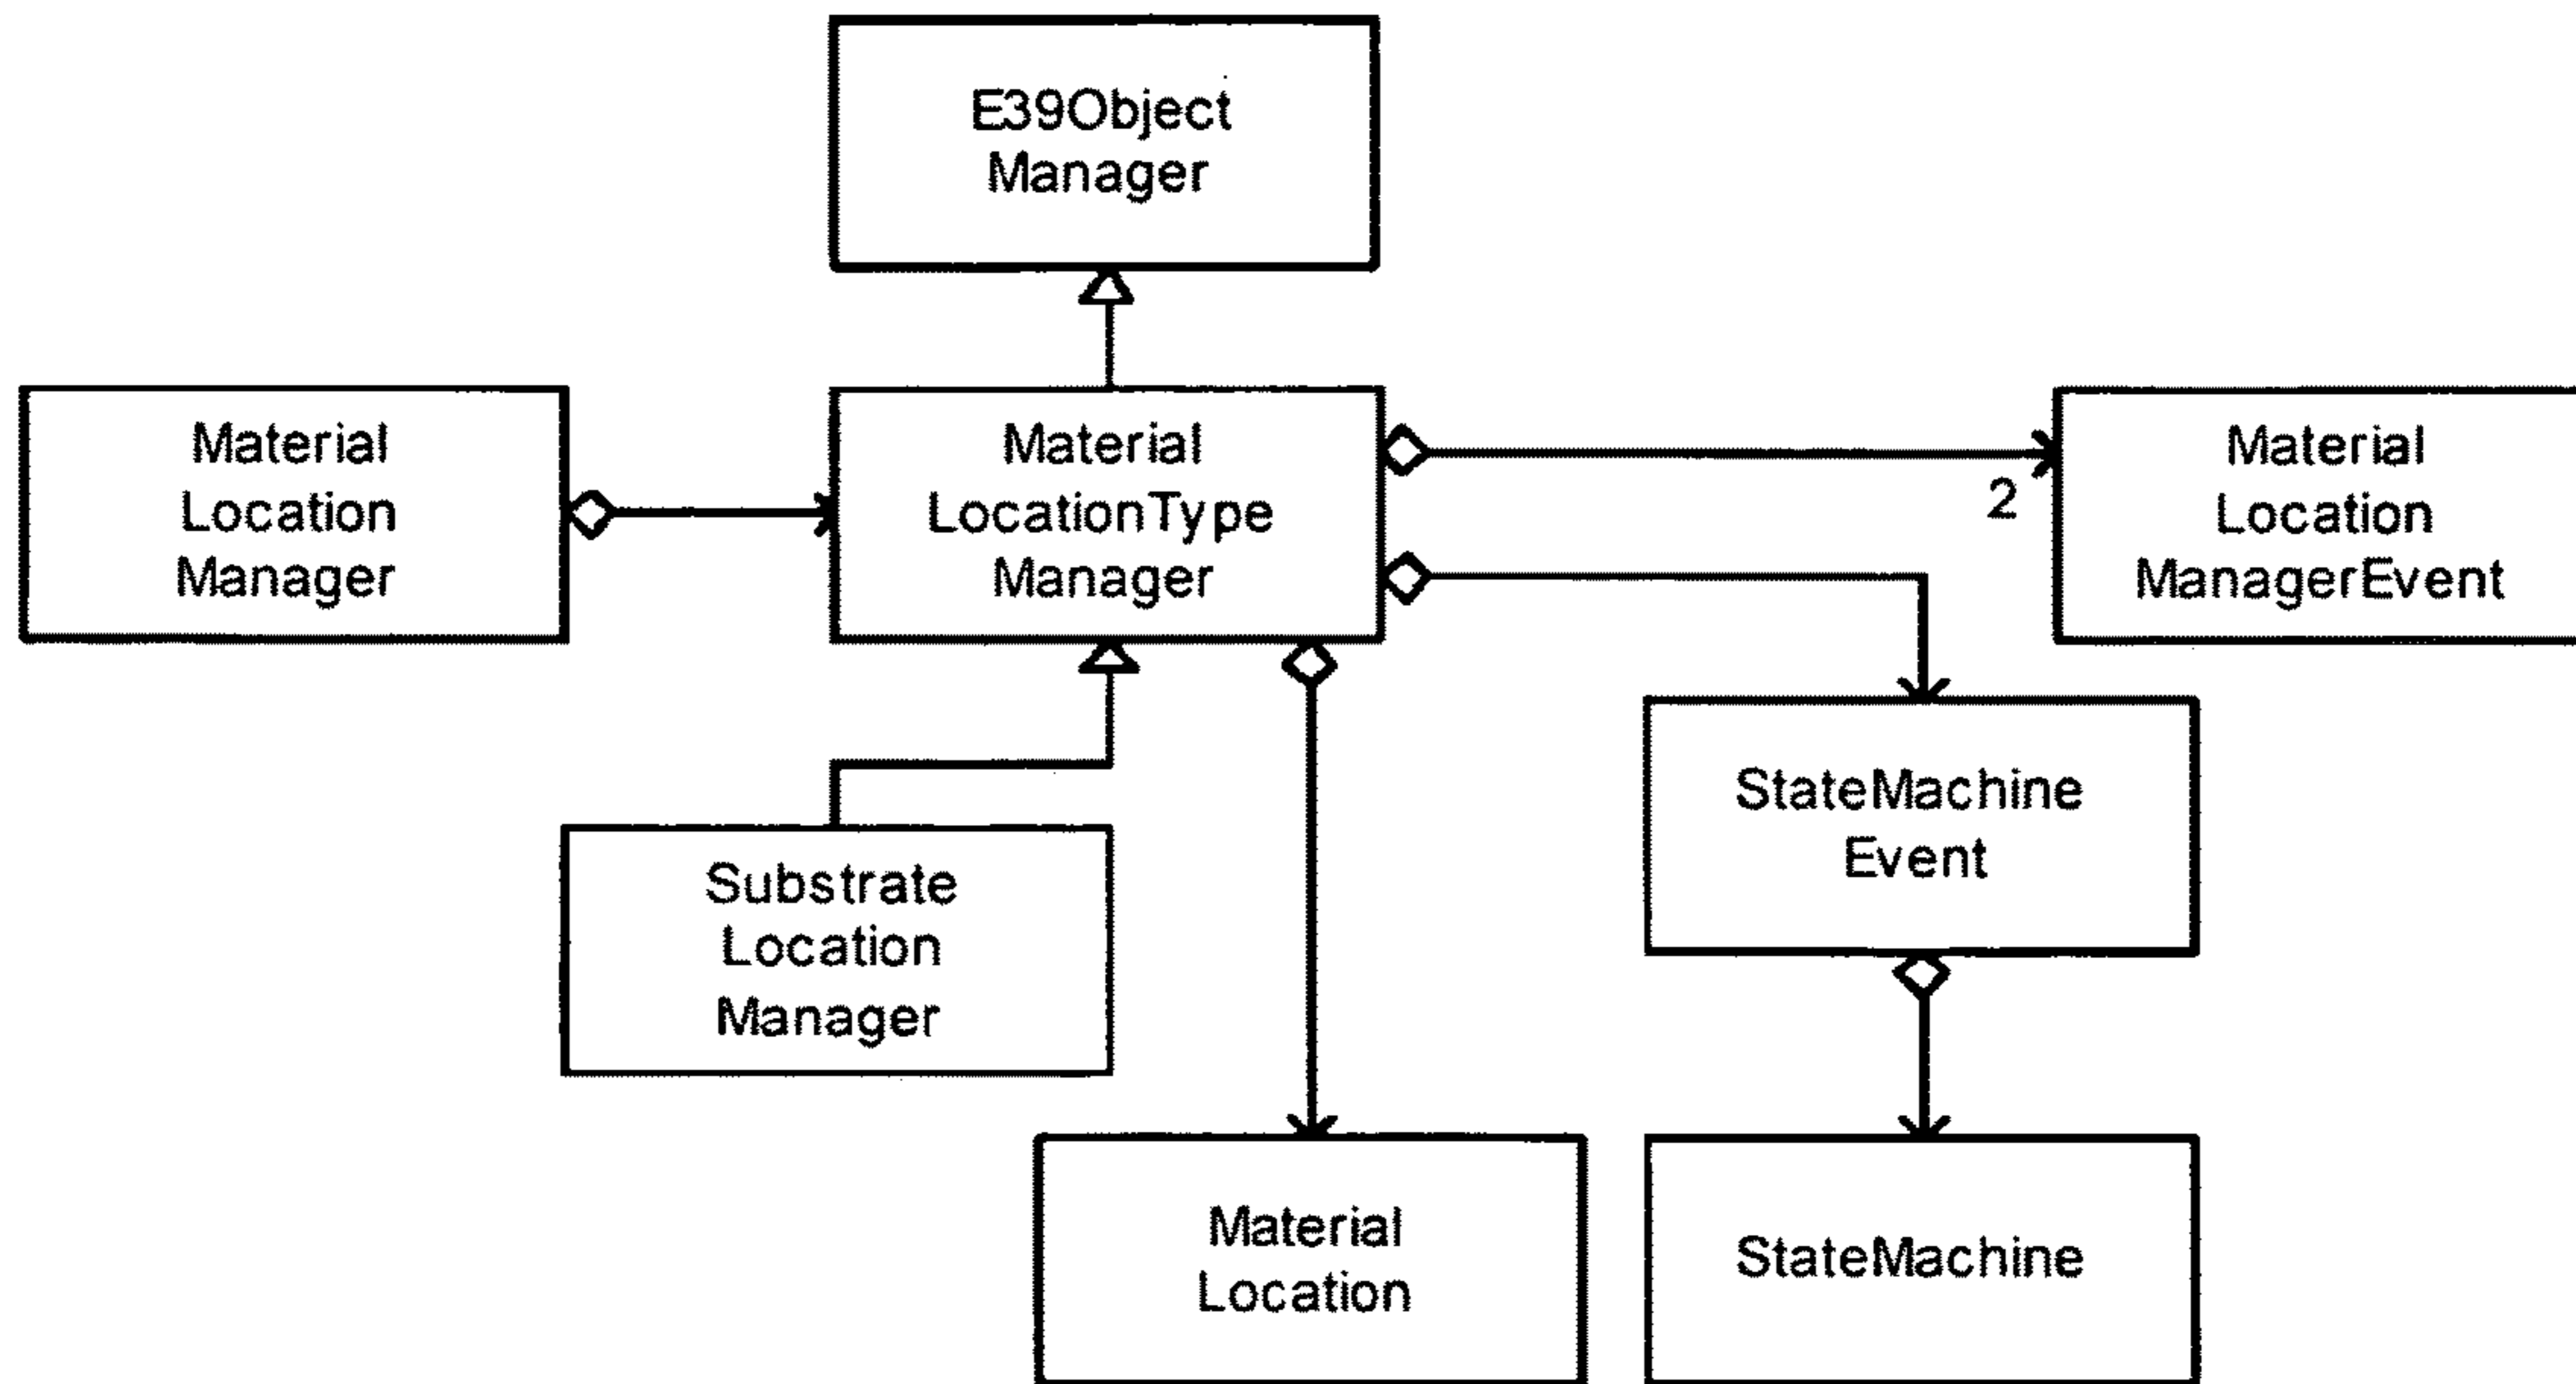 E39Object
Manager
Material
Location
Manager
Material
LocationType
Manager
2
Material
Location
ManagerEvent
StateMachine
Event
Substrate
Location
Manager
Material
Location
StateMachine